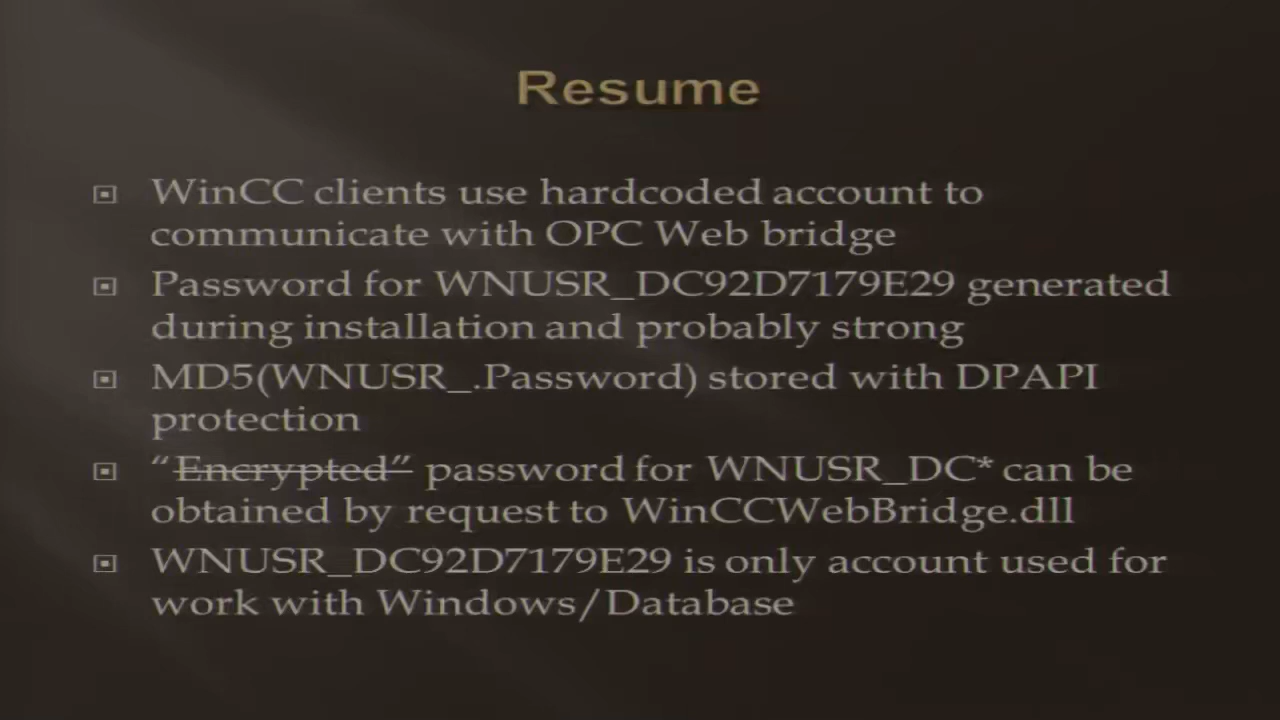 Resume
WinCC clients use hardcoded account to
communicate with OPC Web bridge
Password for WNUSR_DC92D7179E29 generated
during installation and probably strong
MD5(WNUSR_.Password) stored with DPAPI
protection
“Encrypted” password for WNUSR_DC* can be
obtained by request to WinCCWebBridge.dll
WNUSR_DC92D7179E29 is only account used for
work with Windows/Database